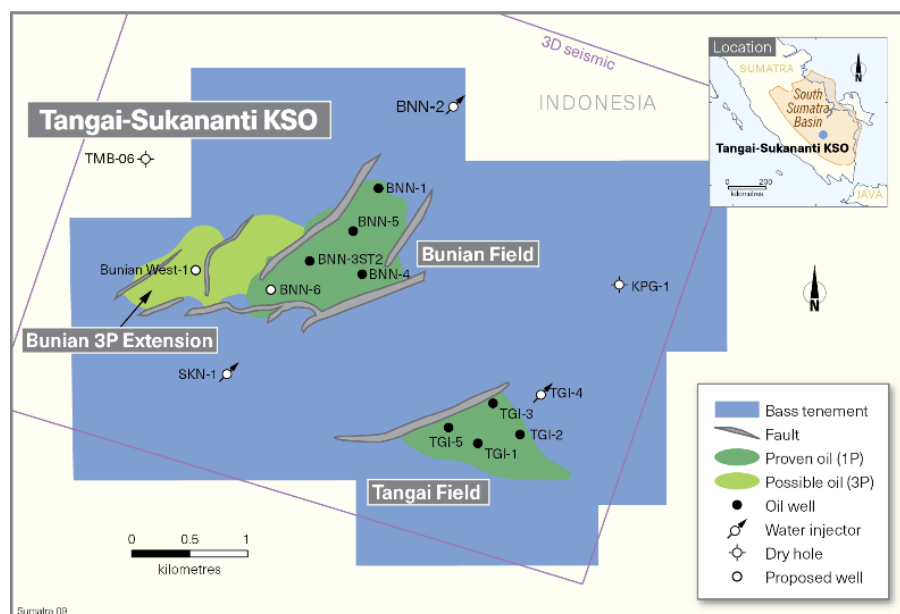 3D seismic
Location
SUMATRA
N
South
Sumatra
Basin
Tangai-Sukananti KSO
0 200
kilometres
JAVA
BNN-2
INDONESIA
Tangai-Sukananti KSO
TMB-06
BNN-1
BNN-5
Bunian Field
BNN-3ST2
Bunian West-1
BNN-4
BNN-6
KPG-1
N
Bunian 3P Extension
SKN-1
TGI-4
TGI-3
TGI-5
TGI-2
TGI-1
Tangai Field
Bass tenement
Fault
Proven oil (1P)
Possible oil (3P)
Oil well
Water injector
Dry hole
Proposed well
0 0.5 1
kilometres
Sumatra 09